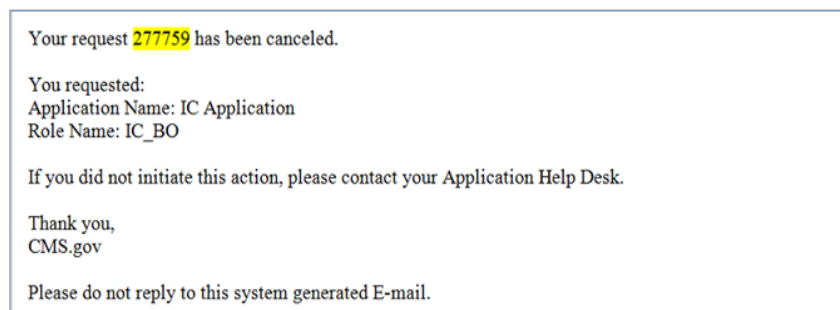 Your request 277759 has been canceled.
You requested:
Application Name: IC Application
Role Name: IC_BO
If you did not initiate this action, please contact your Application Help Desk.
Thank you,
CMS.gov
Please do not reply to this system generated E-mail.